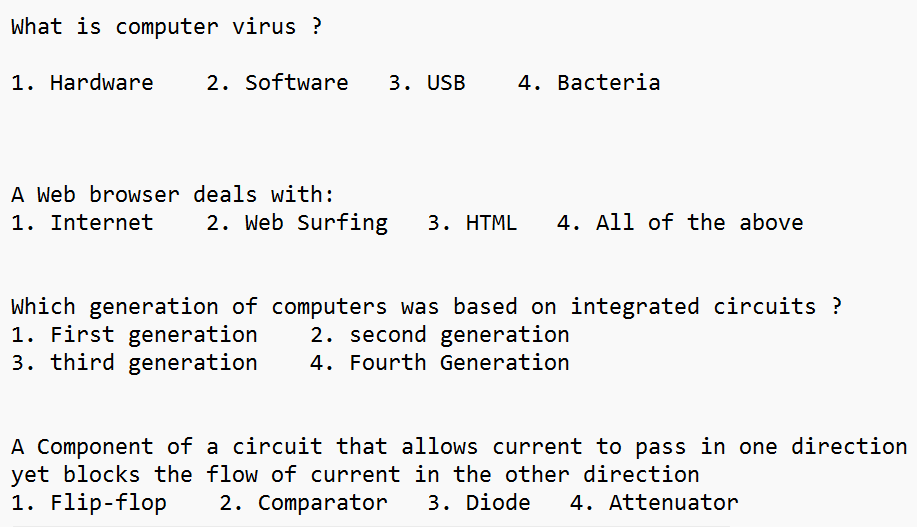 What is computer virus ?
1. Hardware    2. Software   3. USB    4. Bacteria
A Web browser deals with:
1. Internet    2. Web Surfing   3. HTML   4. All of the above
Which generation of computers was based on integrated circuits ?
1. First generation    2. second generation
3. third generation    4. Fourth Generation
A Component of a circuit that allows current to pass in one direction
yet blocks the flow of current in the other direction
1. Flip-flop    2. Comparator   3. Diode   4. Attenuator